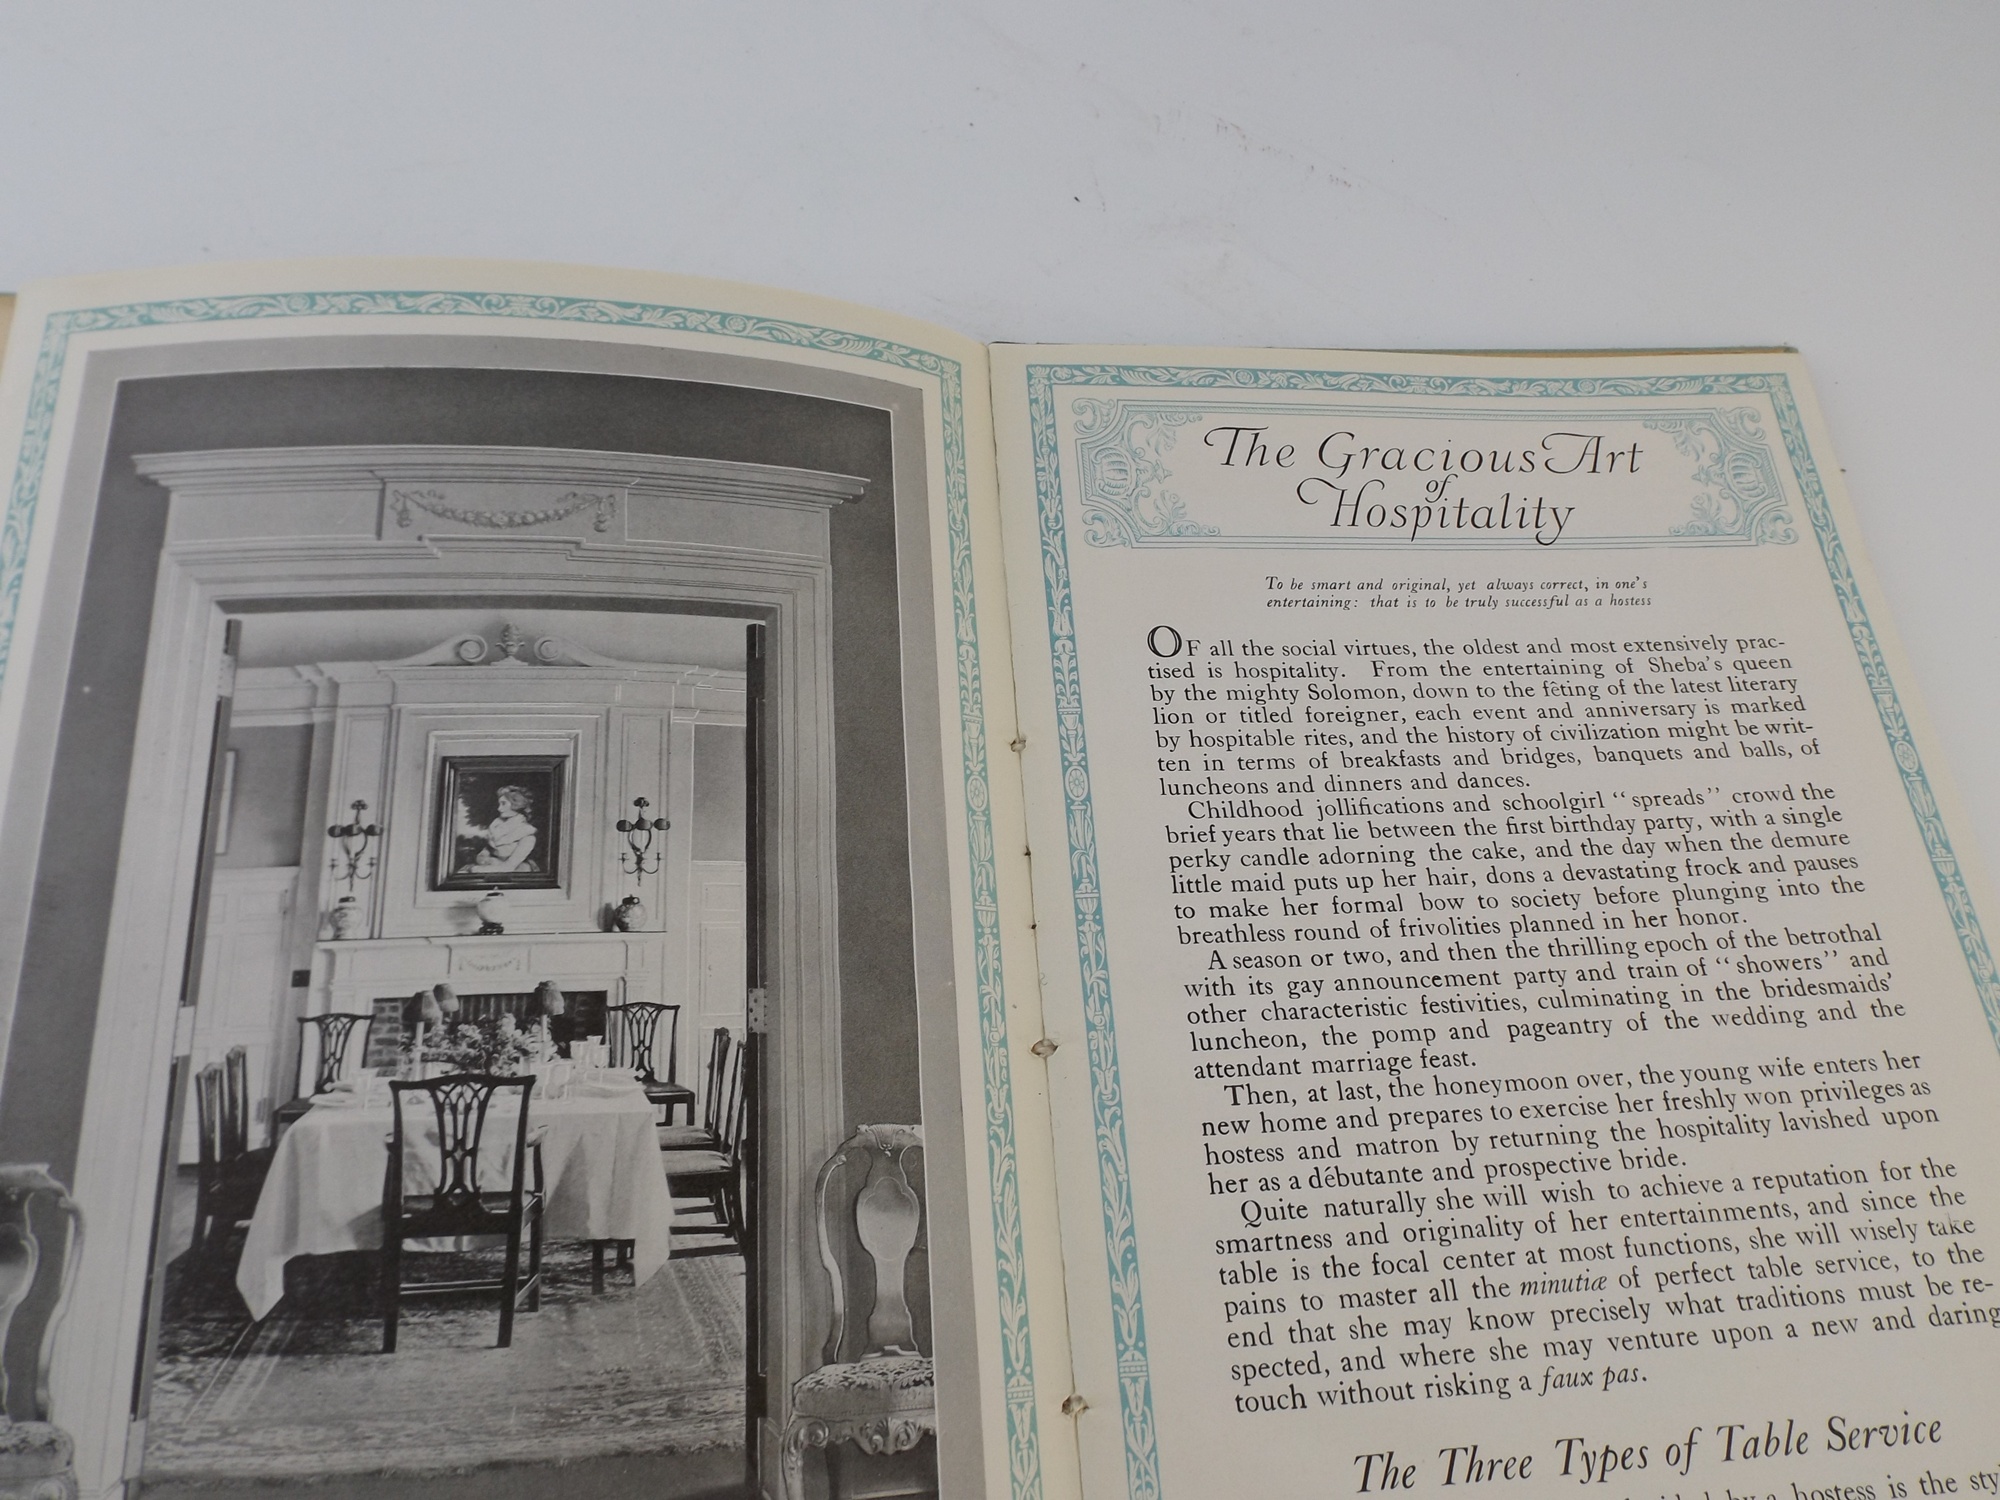 The Gracious Art
of
Hospitality
To be smart and original, yet always correct, in one's
entertaining: that is to be truly successful as a hostess
OF all the social virtues, the oldest and most extensively prac-
tised is hospitality. From the entertaining of Sheba's queen
by the mighty Solomon, down to the fêting of the latest literary
lion or titled foreigner, each event and anniversary is marked
by hospitable rites, and the history of civilization might be writ-
ten in terms of breakfasts and bridges, banquets and balls, of
luncheons and dinners and dances.
Childhood jollifications and schoolgirl “spreads” crowd the
brief years that lie between the first birthday party, with a single
perky candle adorning the cake, and the day when the demure
little maid puts up her hair, dons a devastating frock and pauses
to make her formal bow to society before plunging into the
breathless round of frivolities planned in her honor.
A season or two, and then the thrilling epoch of the betrothal
with its gay announcement party and train of “showers” and
other characteristic festivities, culminating in the bridesmaids'
luncheon, the pomp and pageantry of the wedding and the
attendant marriage feast.
Then, at last, the honeymoon over, the young wife enters her
new home and prepares to exercise her freshly won privileges as
hostess and matron by returning the hospitality lavished upon
her as a débutante and prospective bride.
Quite naturally she will wish to achieve a reputation for the
smartness and originality of her entertainments, and since the
table is the focal center at most functions, she will wisely take
pains to master all the minutiæ of perfect table service, to the
end that she may know precisely what traditions must be re-
spected, and where she may venture upon a new and daring
touch without risking a faux pas.
The Three Types of Table Service
by a hostess is the